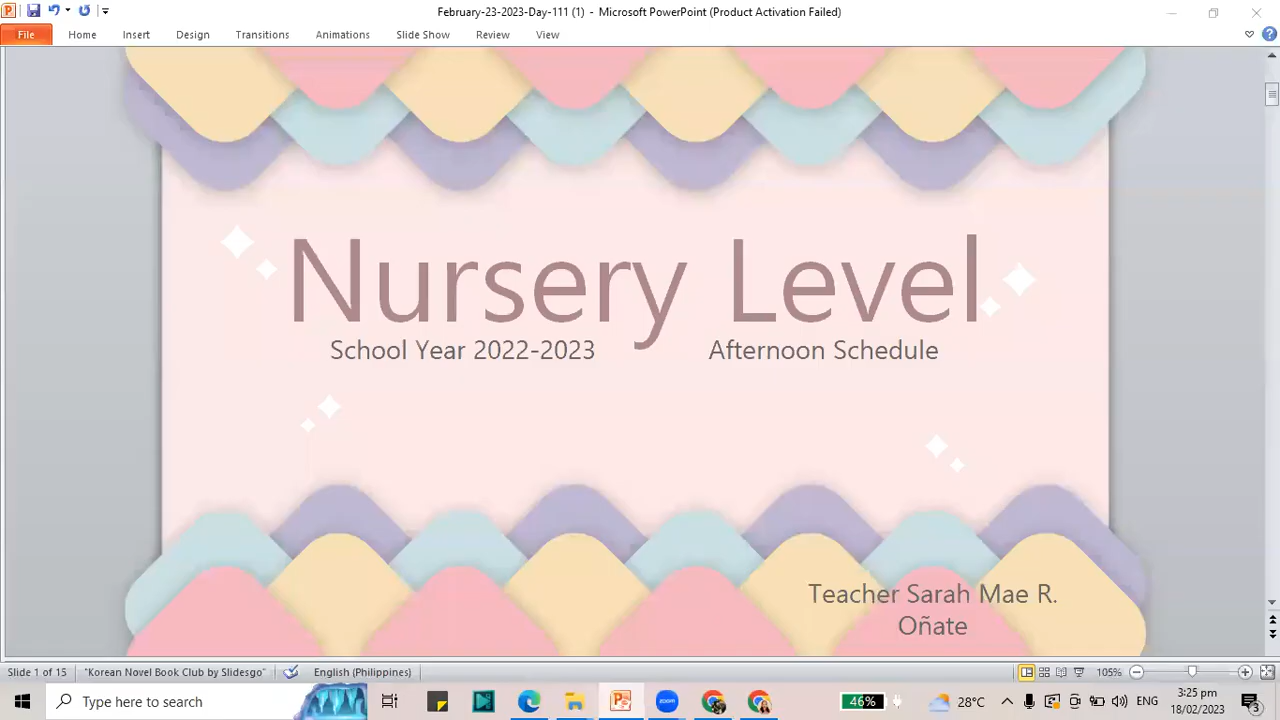 February-23-2023-Day-111 (1) - Microsoft PowerPoint (Product Activation Failed)
File Home Insert Design Transitions Animations Slide Show Review View
Nursery Level
School Year 2022-2023 Afternoon Schedule
Teacher Sarah Mae R.
Oñate
Slide 1 of 15 "Korean Novel Book Club by Slidesgo" English (Philippines) 105%
Type here to search zoom 46% 28°C ENG 3:25 pm
18/02/2023 3